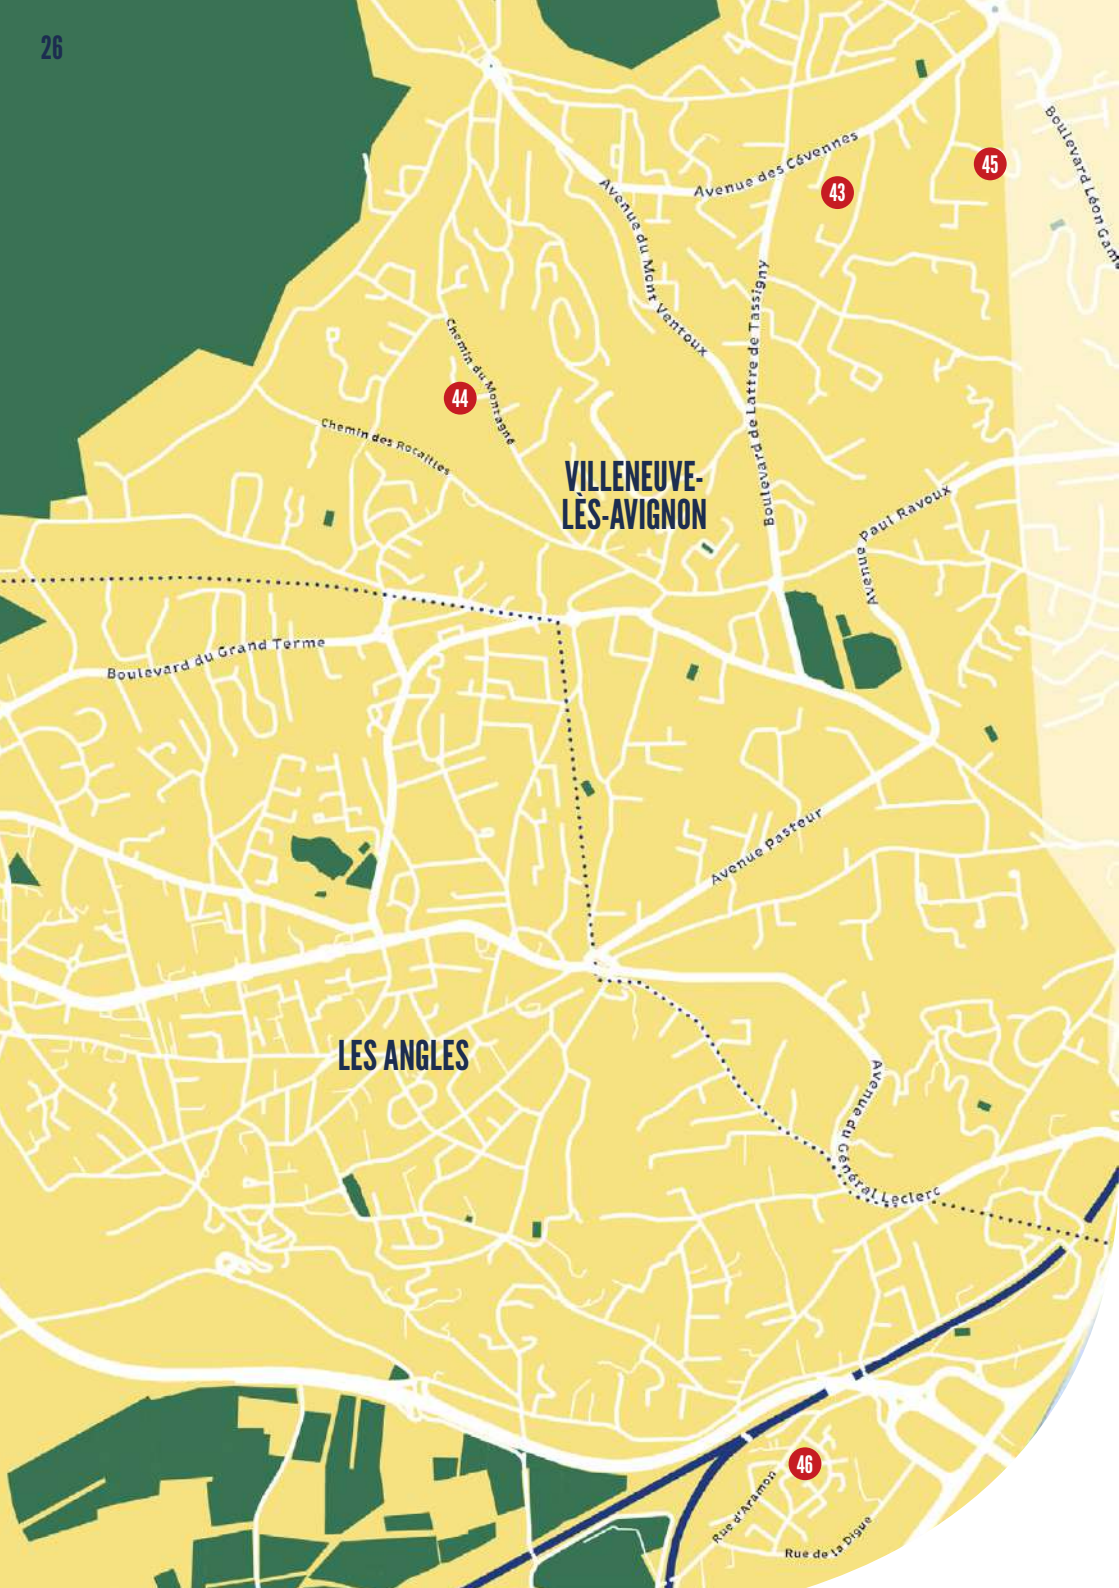 26
Boulevard Léon Gam
45
Avenue des Cévennes
43
Avenue du Mont Ventoux
Boulevard de Lattre de Tassigny
Chemin du Montagné
44
Chemin des Rocailles
VILLENEUVE-
LÈS-AVIGNON
Avenue Paul Ravoux
Boulevard du Grand Terme
Avenue Pasteur
LES ANGLES
Avenue du Général Leclerc
46
Rue d'Aramon
Rue de la Digue